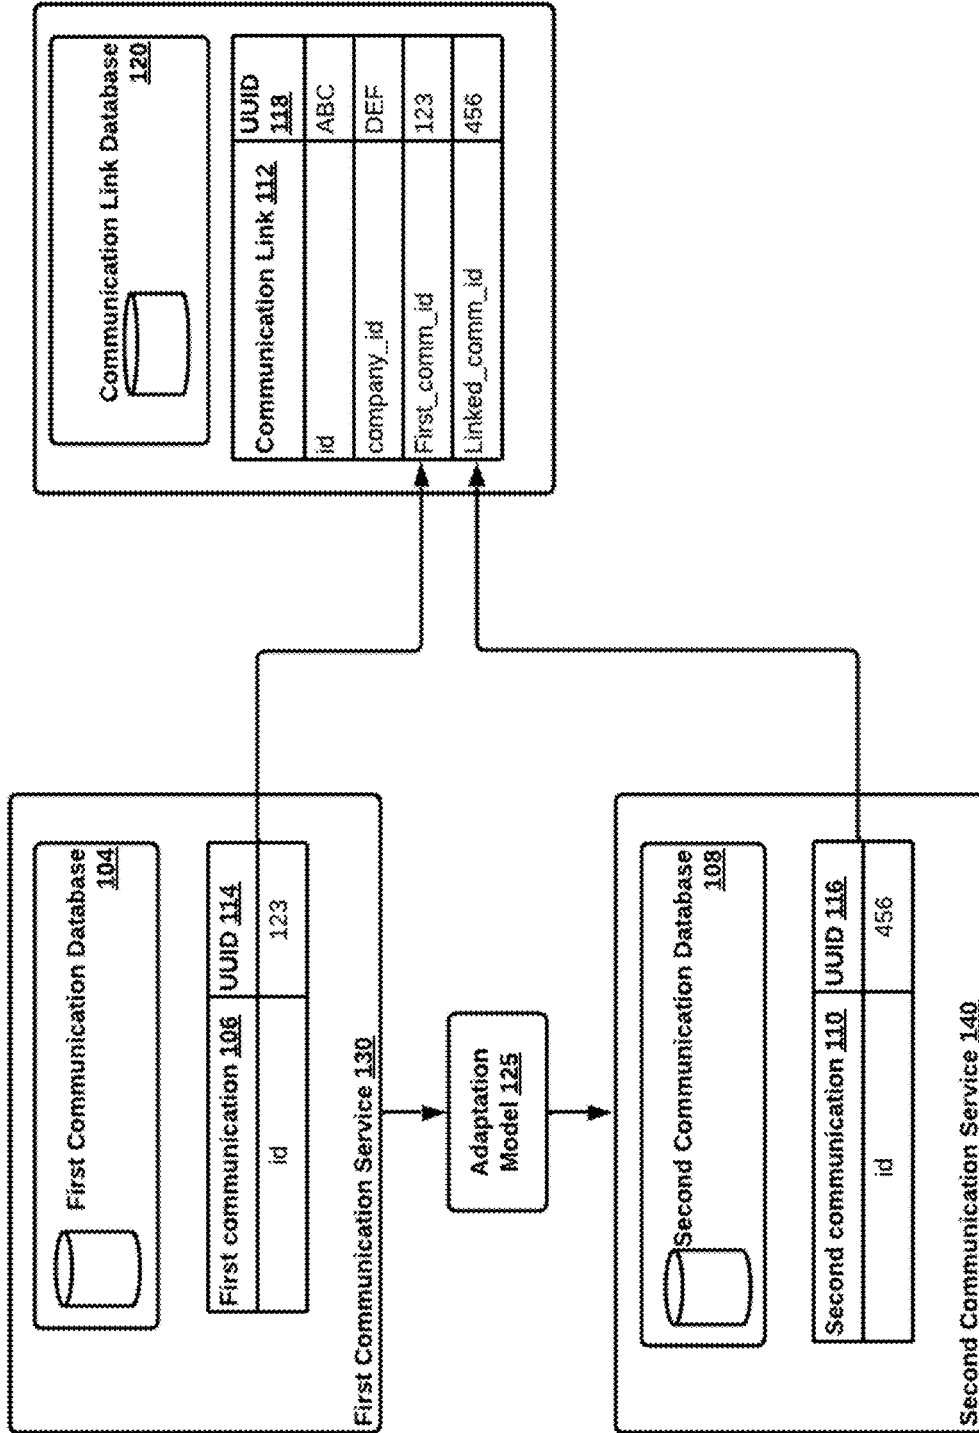 First Communication Database
104
First communication 106 UUID 114
id 123
First Communication Service 130
Adaptation
Model 125
Second Communication Database
108
Second communication 110 UUID 116
id 456
Second Communication Service 140
Communication Link Database
120
Communication Link 112 UUID
118
id ABC
company_id DEF
First_comm_id 123
Linked_comm_id 456